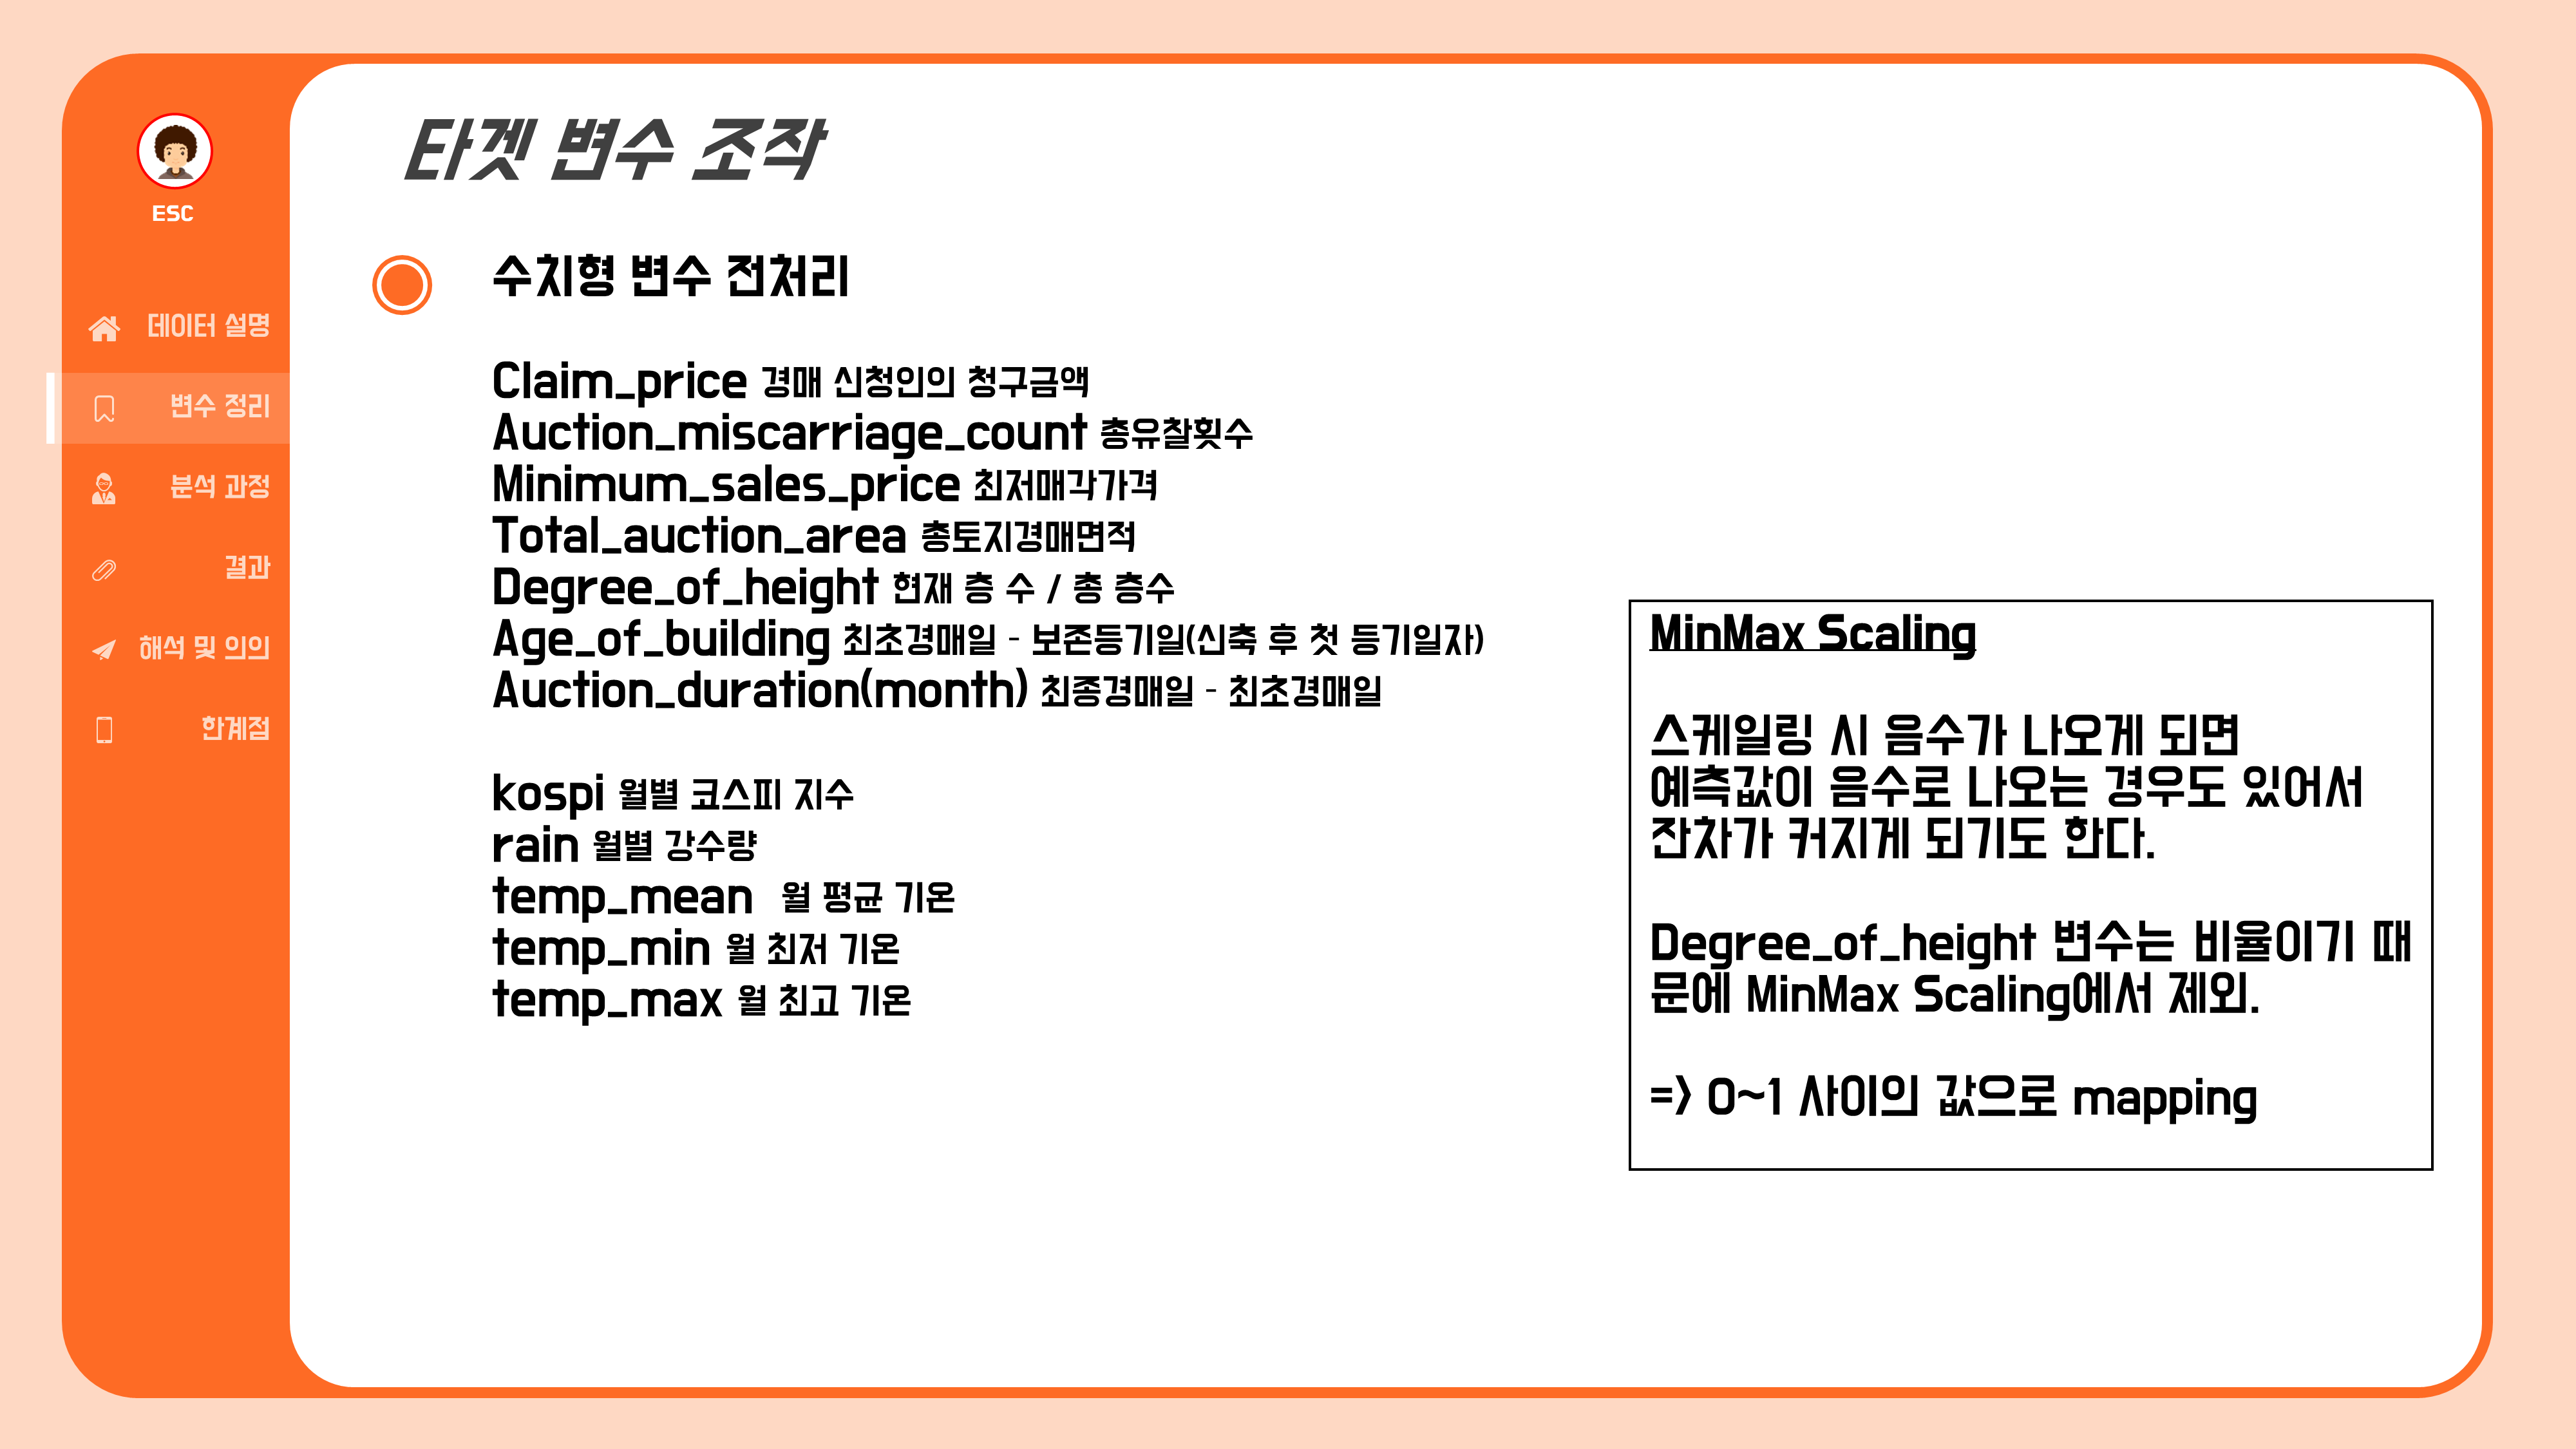 타겟 변수 조작
ESC
데이터 설명
변수 정리
분석 과정
결과
해석 및 의의
한계점
수치형 변수 전처리
Claim_price 경매 신청인의 청구금액
Auction_miscarriage_count 총유찰횟수
Minimum_sales_price 최저매각가격
Total_auction_area 총토지경매면적
Degree_of_height 현재 층 수 / 총 층수
Age_of_building 최초경매일 - 보존등기일(신축 후 첫 등기일자)
Auction_duration(month) 최종경매일 - 최초경매일
kospi 월별 코스피 지수
rain 월별 강수량
temp_mean 월 평균 기온
temp_min 월 최저 기온
temp_max 월 최고 기온
MinMax Scaling
스케일링 시 음수가 나오게 되면
예측값이 음수로 나오는 경우도 있어서
잔차가 커지게 되기도 한다.
Degree_of_height 변수는 비율이기 때
문에 MinMax Scaling에서 제외.
=> 0~1 사이의 값으로 mapping